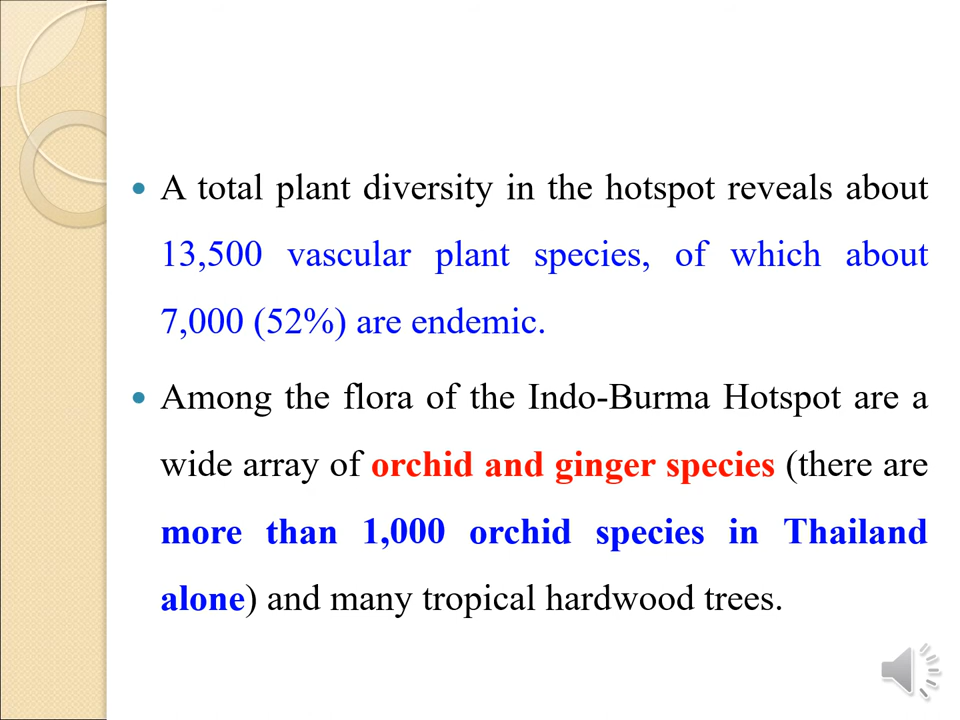 A total plant diversity in the hotspot reveals about
13,500 vascular plant species, of which about
7,000 (52%) are endemic.
Among the flora of the Indo-Burma Hotspot are a
wide array of orchid and ginger species (there are
more than 1,000 orchid species in Thailand
alone) and many tropical hardwood trees.